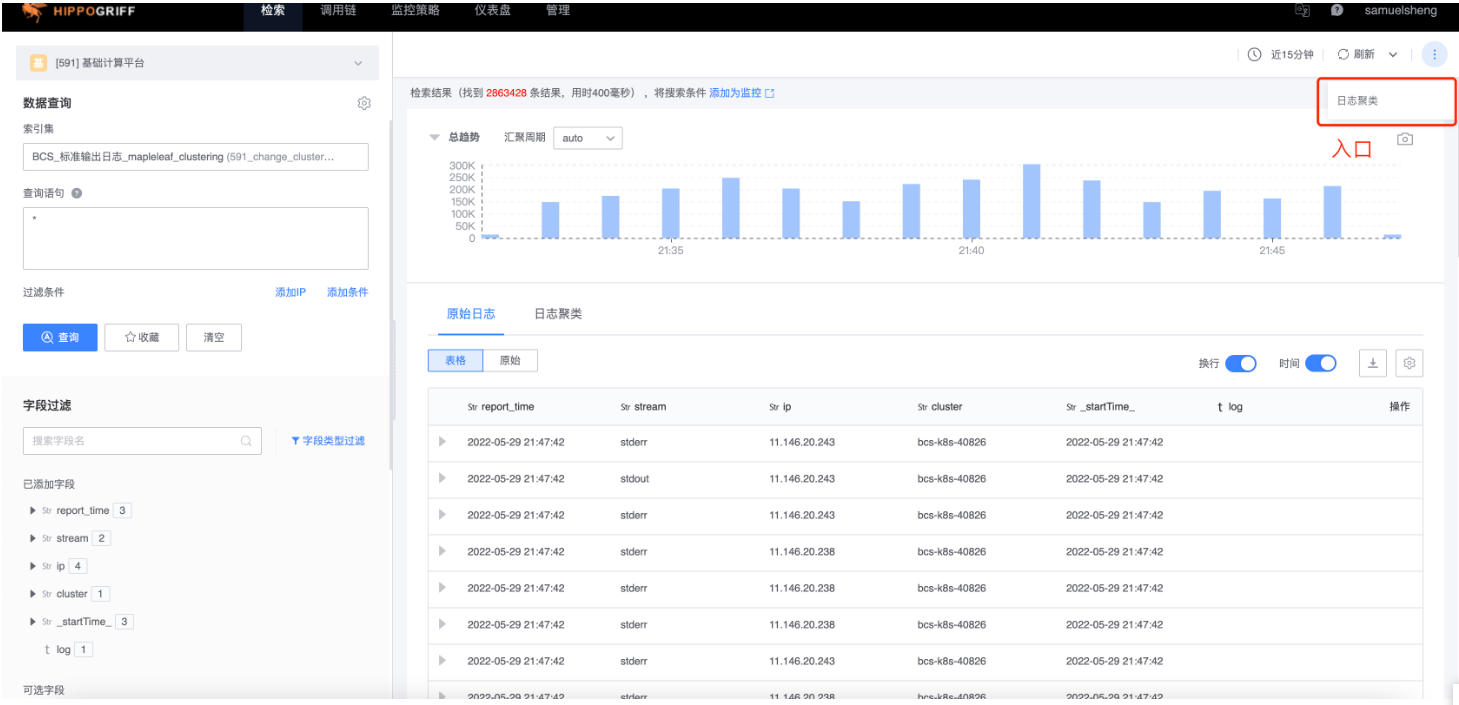 HIPPOGRIFF 检索 调用链 监控策略 仪表盘 管理 samuelsheng
[591] 基础计算平台
近15分钟 刷新
数据查询
检索结果（找到 2863428 条结果，用时400毫秒），将搜索条件 添加为监控
日志聚类
入口
索引集
BCS_标准输出日志_mapleleaf_clustering (591_change_cluster...
总趋势 汇聚周期 auto
查询语句
*
300K
250K
200K
150K
100K
50K
0
21:35 21:40 21:45
过滤条件 添加IP 添加条件
查询 收藏 清空
原始日志 日志聚类
表格 原始
换行 时间
字段过滤
搜索字段名 字段类型过滤
已添加字段
Str report_time 3
Str stream 2
Str ip 4
Str cluster 1
Str _startTime_ 3
t log 1
可选字段
Str report_time Str stream Str ip Str cluster Str _startTime_ t log 操作
2022-05-29 21:47:42 stderr 11.146.20.243 bcs-k8s-40826 2022-05-29 21:47:42
2022-05-29 21:47:42 stdout 11.146.20.243 bcs-k8s-40826 2022-05-29 21:47:42
2022-05-29 21:47:42 stderr 11.146.20.243 bcs-k8s-40826 2022-05-29 21:47:42
2022-05-29 21:47:42 stderr 11.146.20.238 bcs-k8s-40826 2022-05-29 21:47:42
2022-05-29 21:47:42 stderr 11.146.20.238 bcs-k8s-40826 2022-05-29 21:47:42
2022-05-29 21:47:42 stderr 11.146.20.238 bcs-k8s-40826 2022-05-29 21:47:42
2022-05-29 21:47:42 stderr 11.146.20.243 bcs-k8s-40826 2022-05-29 21:47:42
2022-05-29 21:47:42 stderr 11.146.20.238 bcs-k8s-40826 2022-05-29 21:47:42